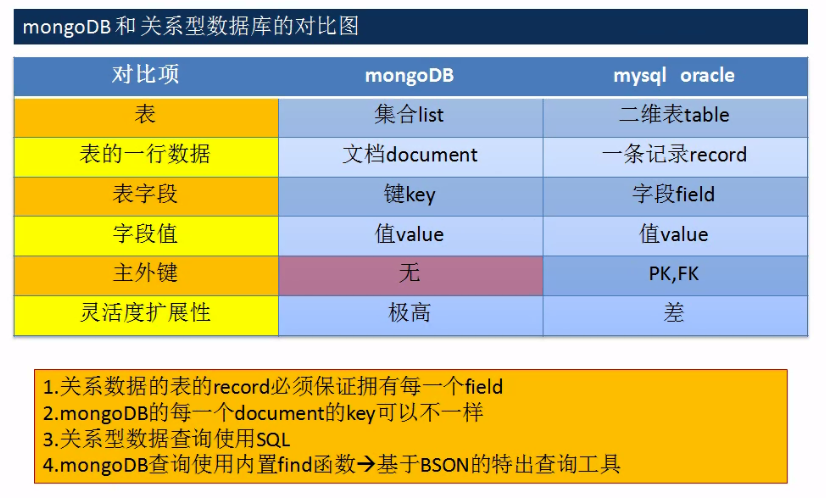 mongoDB 和 关系型数据库的对比图
对比项 mongoDB mysql oracle
表 集合list 二维表table
表的一行数据 文档document 一条记录record
表字段 键key 字段field
字段值 值value 值value
主外键 无 PK,FK
灵活度扩展性 极高 差
1.关系数据的表的record必须保证拥有每一个field
2.mongoDB的每一个document的key可以不一样
3.关系型数据查询使用SQL
4.mongoDB查询使用内置find函数→基于BSON的特出查询工具